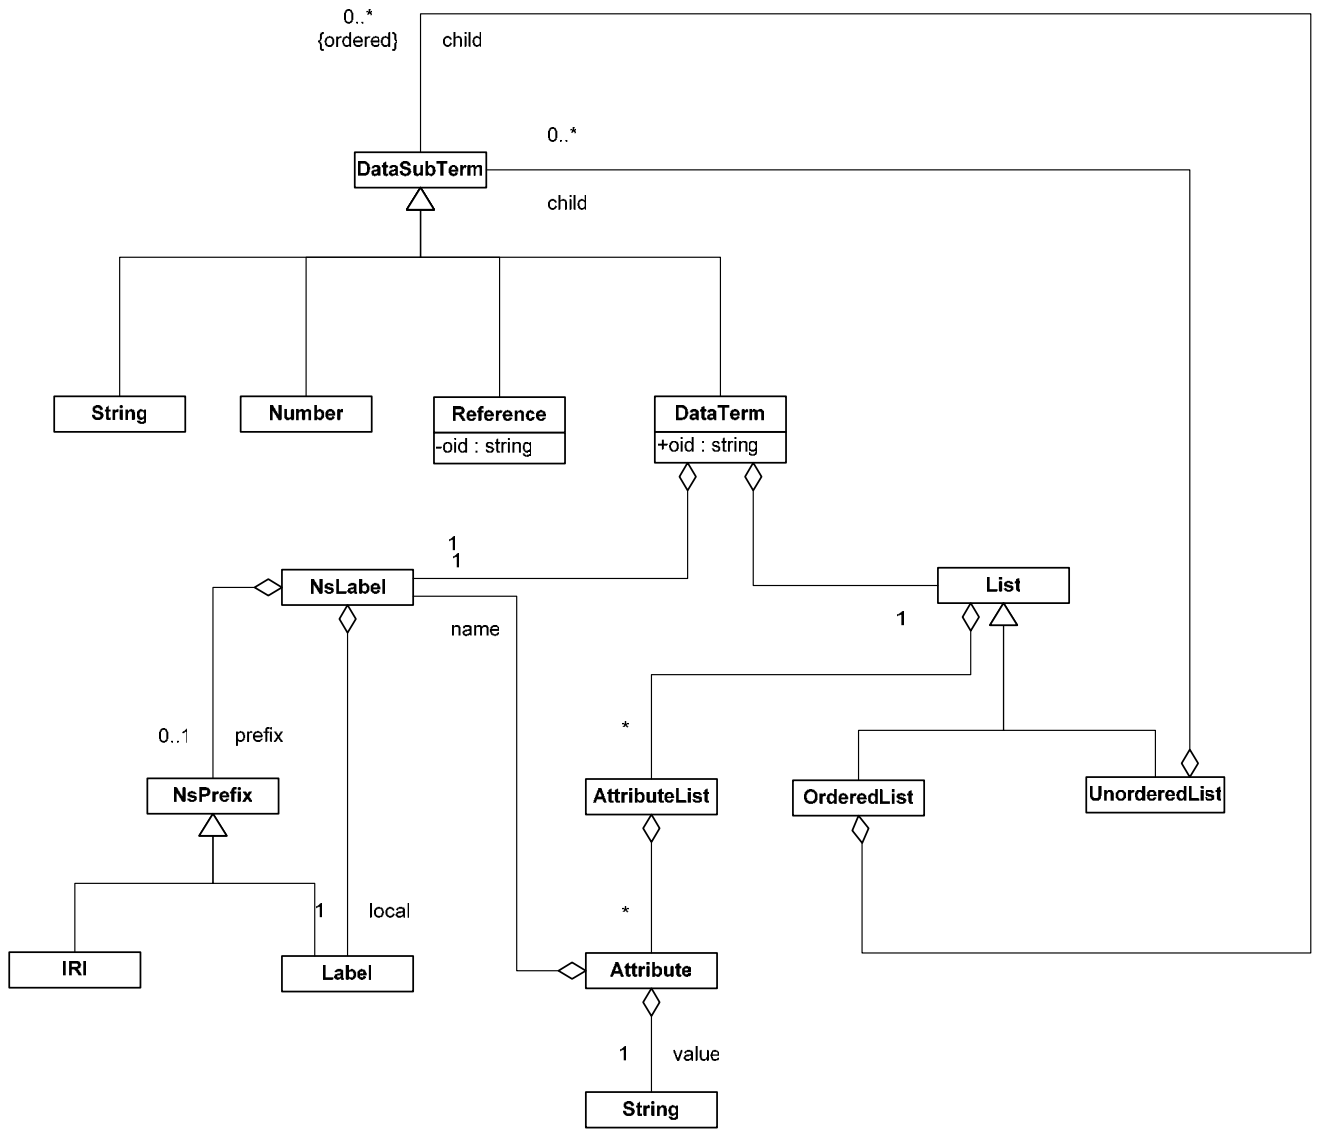 0..*
{ordered}
child
0..*
DataSubTerm
child
String
Number
Reference
-oid : string
DataTerm
+oid : string
1
1
NsLabel
List
1
name
*
0..1
prefix
NsPrefix
AttributeList
OrderedList
UnorderedList
1
local
*
IRI
Label
Attribute
1
value
String